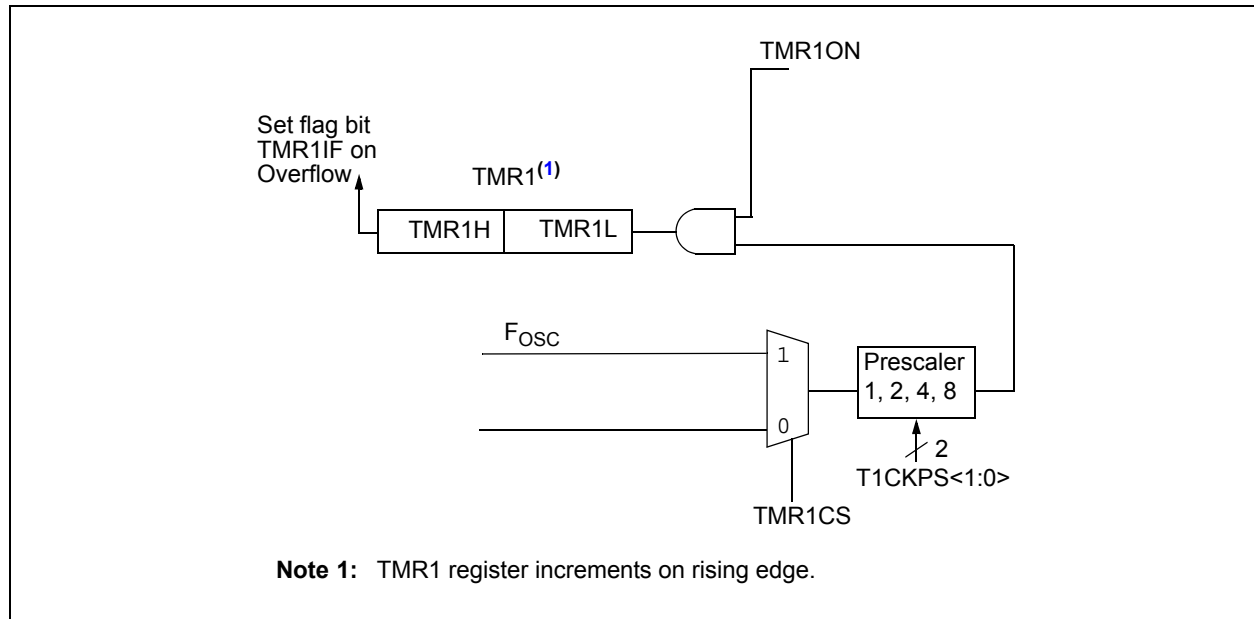 TMR1ON
Set flag bit
TMR1IF on
Overflow
TMR1(1)
TMR1H
TMR1L
FOSC
1
0
Prescaler
1, 2, 4, 8
2
T1CKPS<1:0>
TMR1CS
Note 1: TMR1 register increments on rising edge.